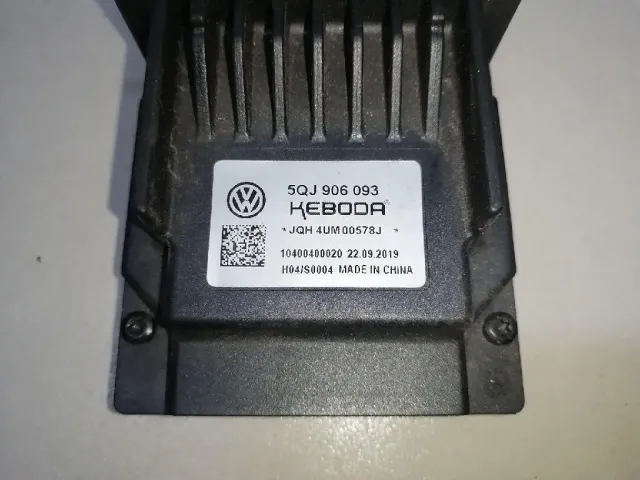 5QJ 906 093
KEBODA
*JQH 4UM00578J *
10400400020 22.09.2019
H04/S0004 MADE IN CHINA